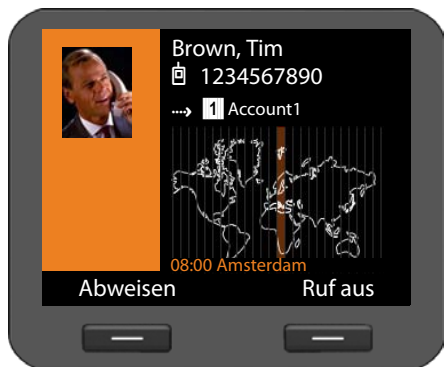 Brown, Tim
1234567890
1 Account1
08:00 Amsterdam
Abweisen Ruf aus